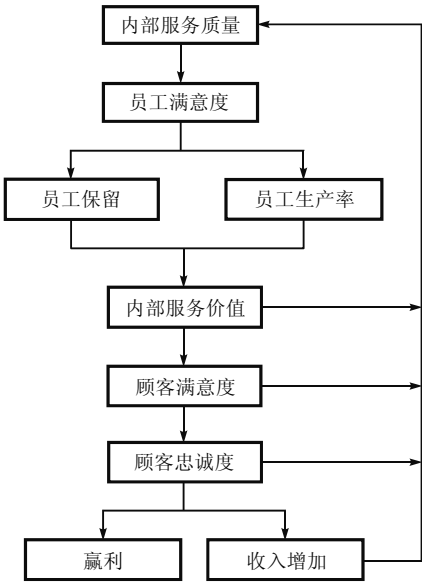 内部服务质量
员工满意度
员工保留
员工生产率
内部服务价值
顾客满意度
顾客忠诚度
赢利
收入增加